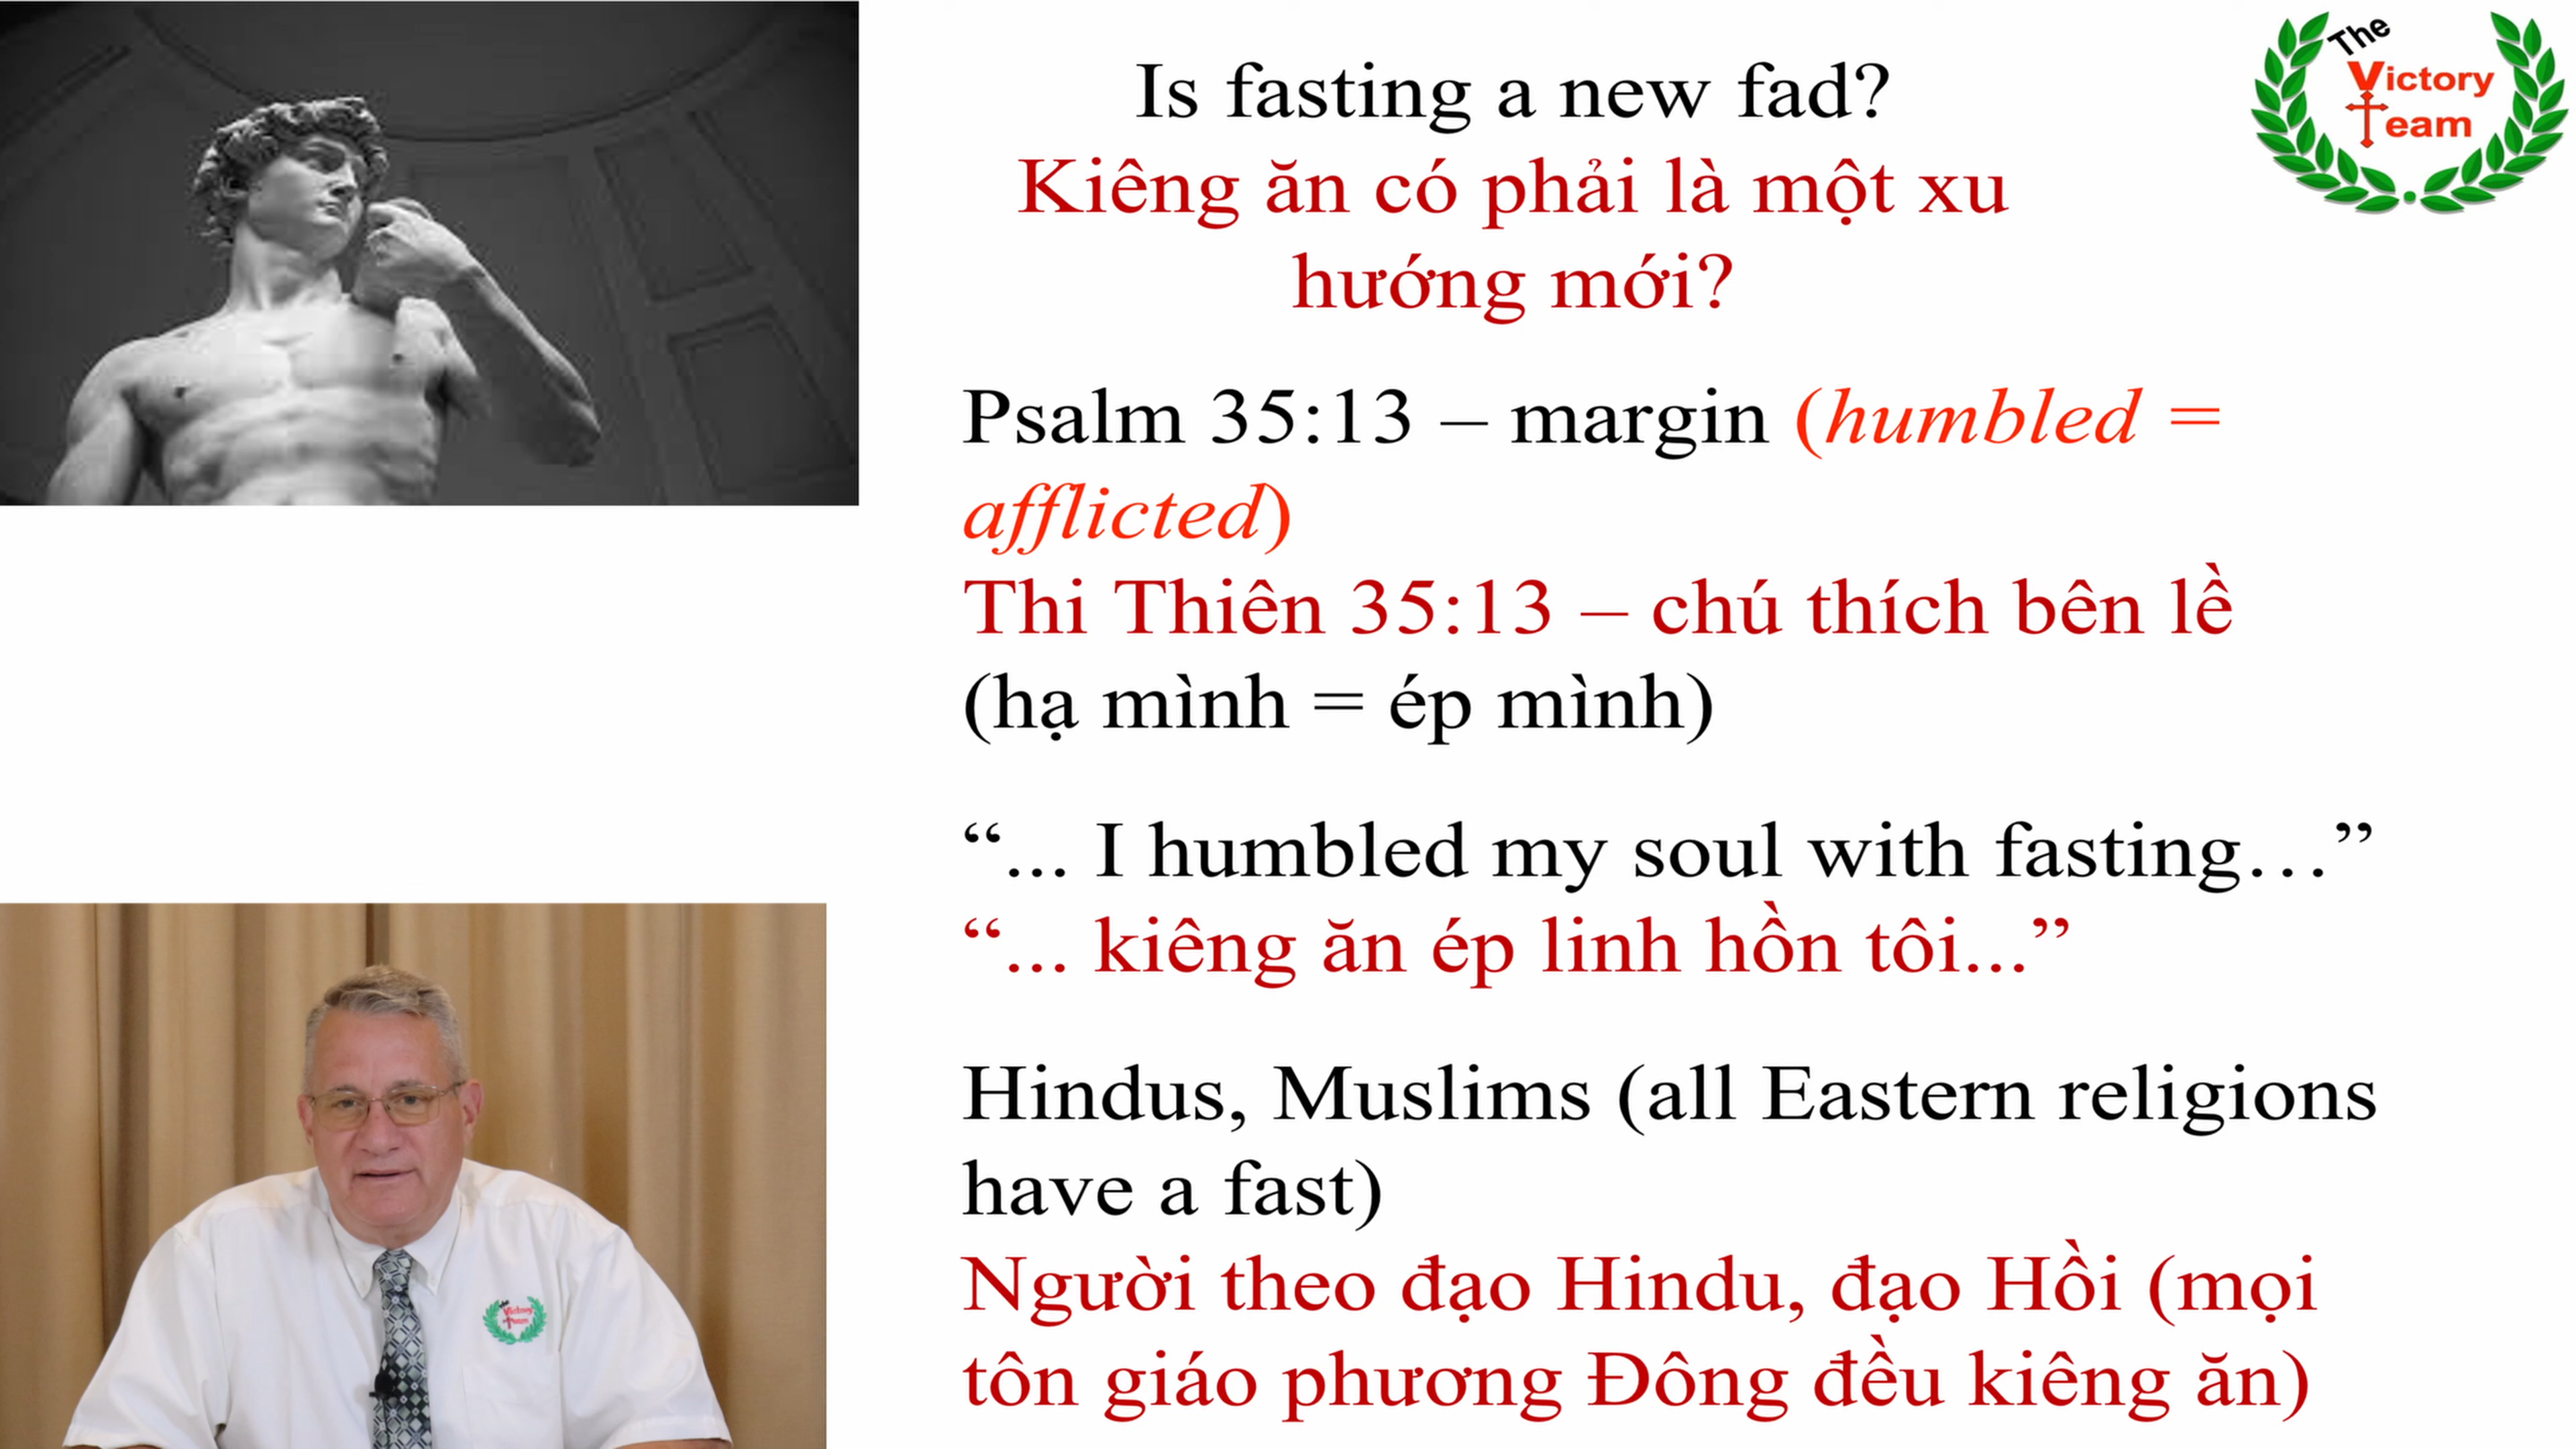 The
Victory
Team
Is fasting a new fad?
Kiêng ăn có phải là một xu
hướng mới?
Psalm 35:13 – margin (humbled =
afflicted)
Thi Thiên 35:13 – chú thích bên lề
(hạ mình = ép mình)
“... I humbled my soul with fasting…”
“... kiêng ăn ép linh hồn tôi...”
Hindus, Muslims (all Eastern religions
have a fast)
Người theo đạo Hindu, đạo Hồi (mọi
tôn giáo phương Đông đều kiêng ăn)
The
Victory
Team